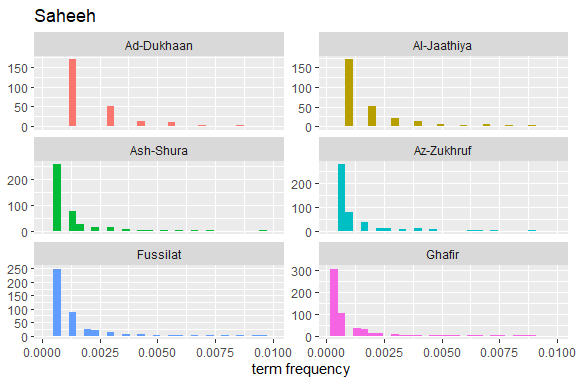 Saheeh
Ad-Dukhaan Al-Jaathiya
150 150
100 100
50 50
0 0
Ash-Shura Az-Zukhruf
200 200
100 100
0 0
Fussilat Ghafir
250
200
150
100
50
0
300
200
100
0
0.0000 0.0025 0.0050 0.0075 0.0100 0.0000 0.0025 0.0050 0.0075 0.0100
term frequency